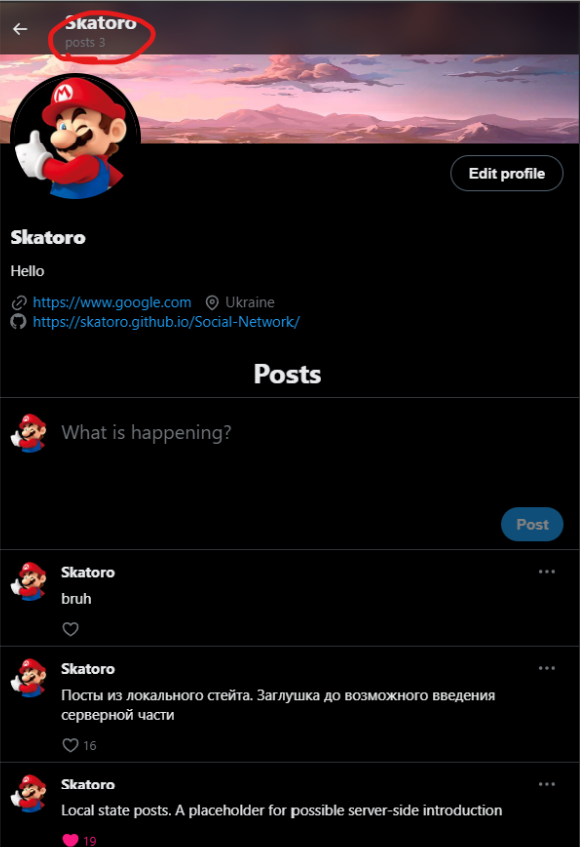 Skatoro
posts 3
Edit profile
Skatoro
Hello
https://www.google.com Ukraine
https://skatoro.github.io/Social-Network/
Posts
What is happening?
Post
Skatoro
bruh
Skatoro
Посты из локального стейта. Заглушка до возможного введения
серверной части
16
Skatoro
Local state posts. A placeholder for possible server-side introduction
19